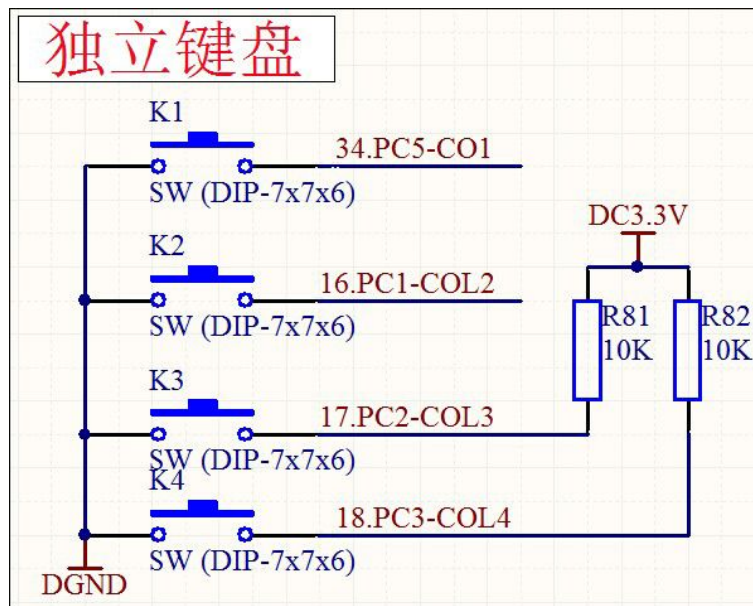 独立键盘
K1
34.PC5-CO1
SW (DIP-7x7x6)
DC3.3V
K2
16.PC1-COL2
SW (DIP-7x7x6)
R81
10K
R82
10K
K3
17.PC2-COL3
SW (DIP-7x7x6)
K4
18.PC3-COL4
SW (DIP-7x7x6)
DGND